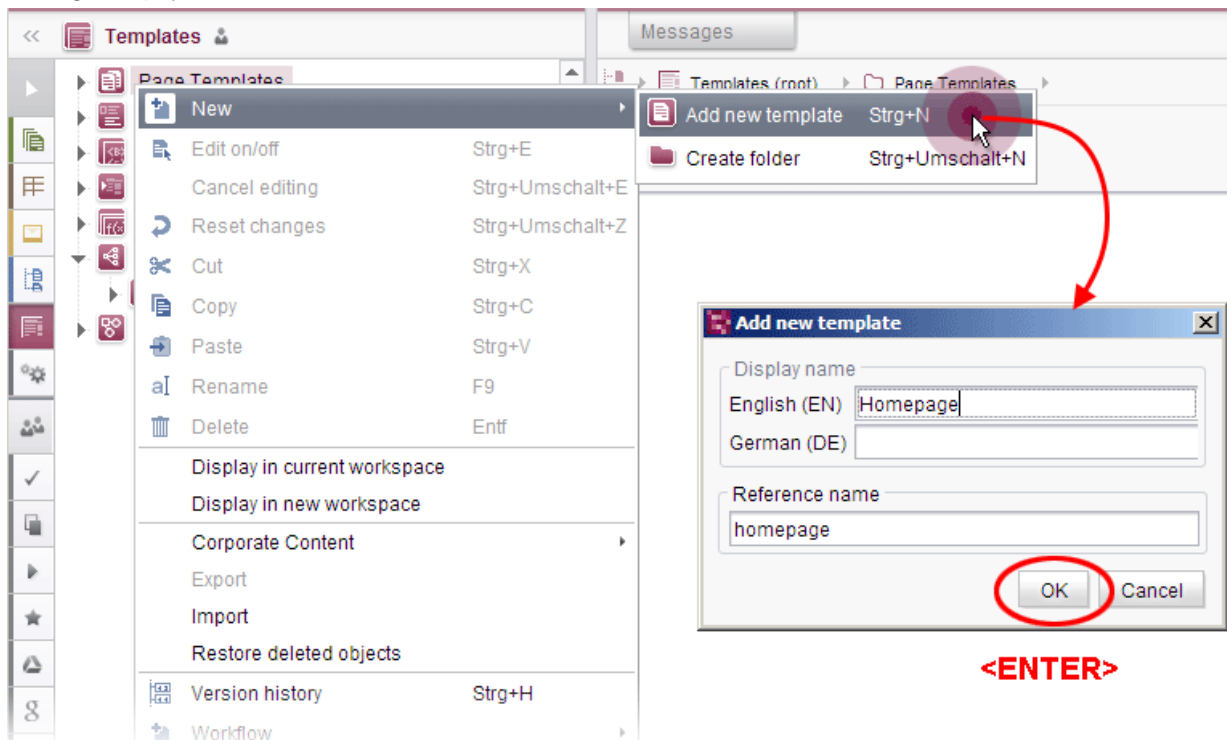 Templates
Messages
Page Templates
Templates (root) Page Templates
New
Add new template Strg+N
Create folder Strg+Umschalt+N
Edit on/off Strg+E
Cancel editing Strg+Umschalt+E
Reset changes Strg+Umschalt+Z
Cut Strg+X
Copy Strg+C
Paste Strg+V
Rename F9
Delete Entf
Display in current workspace
Display in new workspace
Corporate Content
Export
Import
Restore deleted objects
Version history Strg+H
Workflow
Add new template
Display name
English (EN) Homepage
German (DE)
Reference name
homepage
OK Cancel
<ENTER>